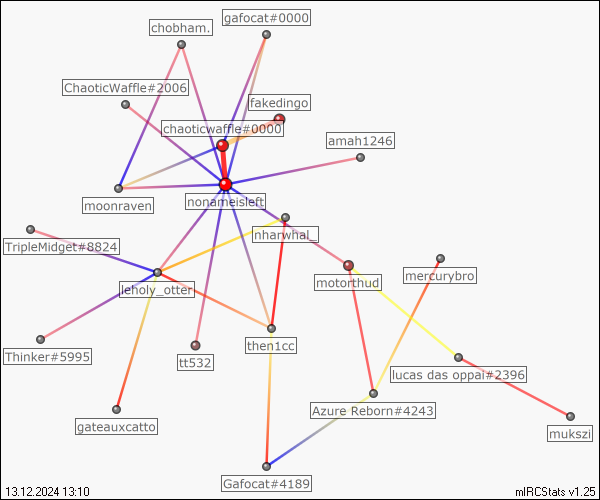 gafocat#0000
chobham.
ChaoticWaffle#2006
fakedingo
chaoticwaffle#0000
amah1246
moonraven
nonameisleft
nharwhal_
TripleMidget#8824
motorthud
mercurybro
leholy_otter
then1cc
Thinker#5995
tt532
lucas das oppai#2396
Azure Reborn#4243
gateauxcatto
mukszi
Gafocat#4189
13.12.2024 13:10
mIRCStats v1.25